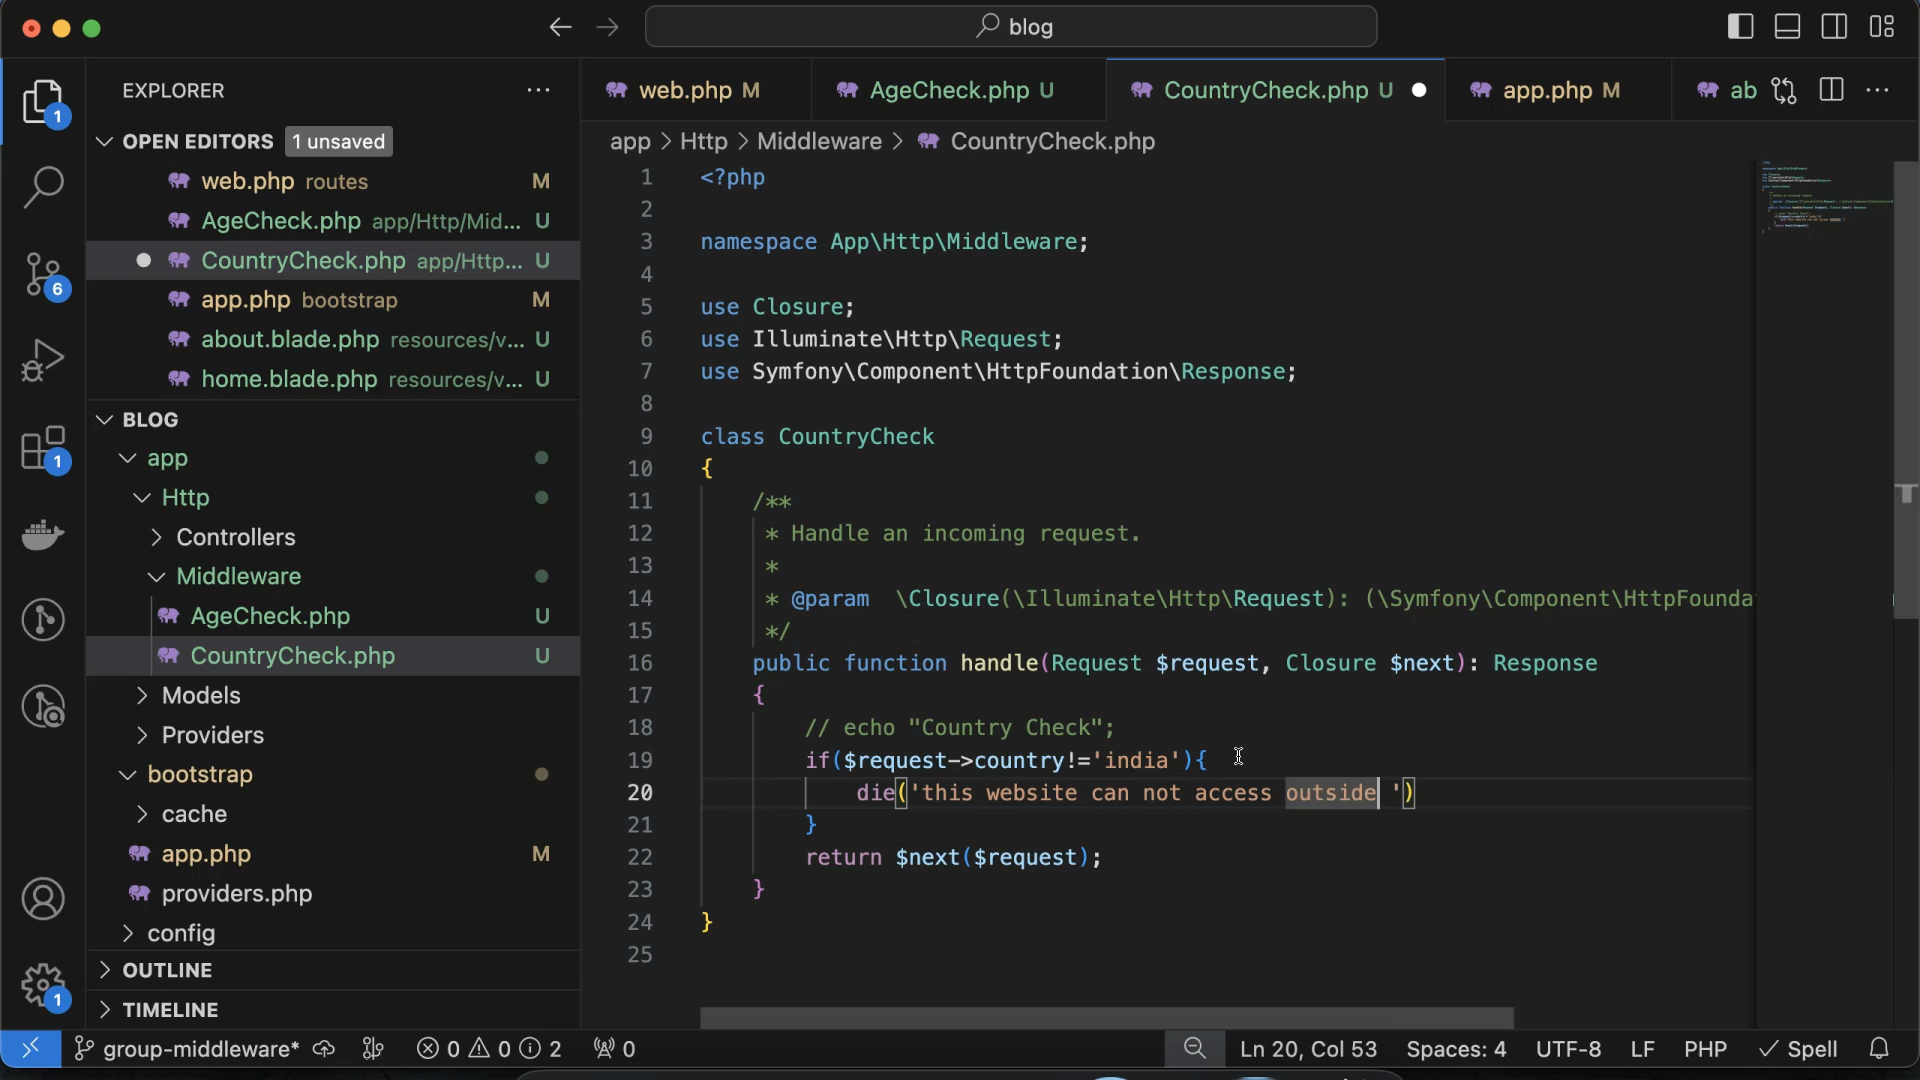 blog
EXPLORER
OPEN EDITORS 1 unsaved
web.php routes M
AgeCheck.php app/Http/Mid... U
CountryCheck.php app/Http... U
app.php bootstrap M
about.blade.php resources/v... U
home.blade.php resources/v... U
BLOG
app
Http
Controllers
Middleware
AgeCheck.php U
CountryCheck.php U
Models
Providers
bootstrap
cache
app.php M
providers.php
config
OUTLINE
TIMELINE
1
6
1
1
web.php M
AgeCheck.php U
CountryCheck.php U
app.php M
ab
app > Http > Middleware > CountryCheck.php
1 <?php
2
3 namespace App\Http\Middleware;
4
5 use Closure;
6 use Illuminate\Http\Request;
7 use Symfony\Component\HttpFoundation\Response;
8
9 class CountryCheck
10 {
11 /**
12 * Handle an incoming request.
13 *
14 * @param \Closure(\Illuminate\Http\Request): (\Symfony\Component\HttpFounda
15 */
16 public function handle(Request $request, Closure $next): Response
17 {
18 // echo "Country Check";
19 if($request->country!='india'){
20 die('this website can not access outside ')
21 }
22 return $next($request);
23 }
24 }
25
group-middleware* 0 0 2 0 Ln 20, Col 53 Spaces: 4 UTF-8 LF PHP Spell